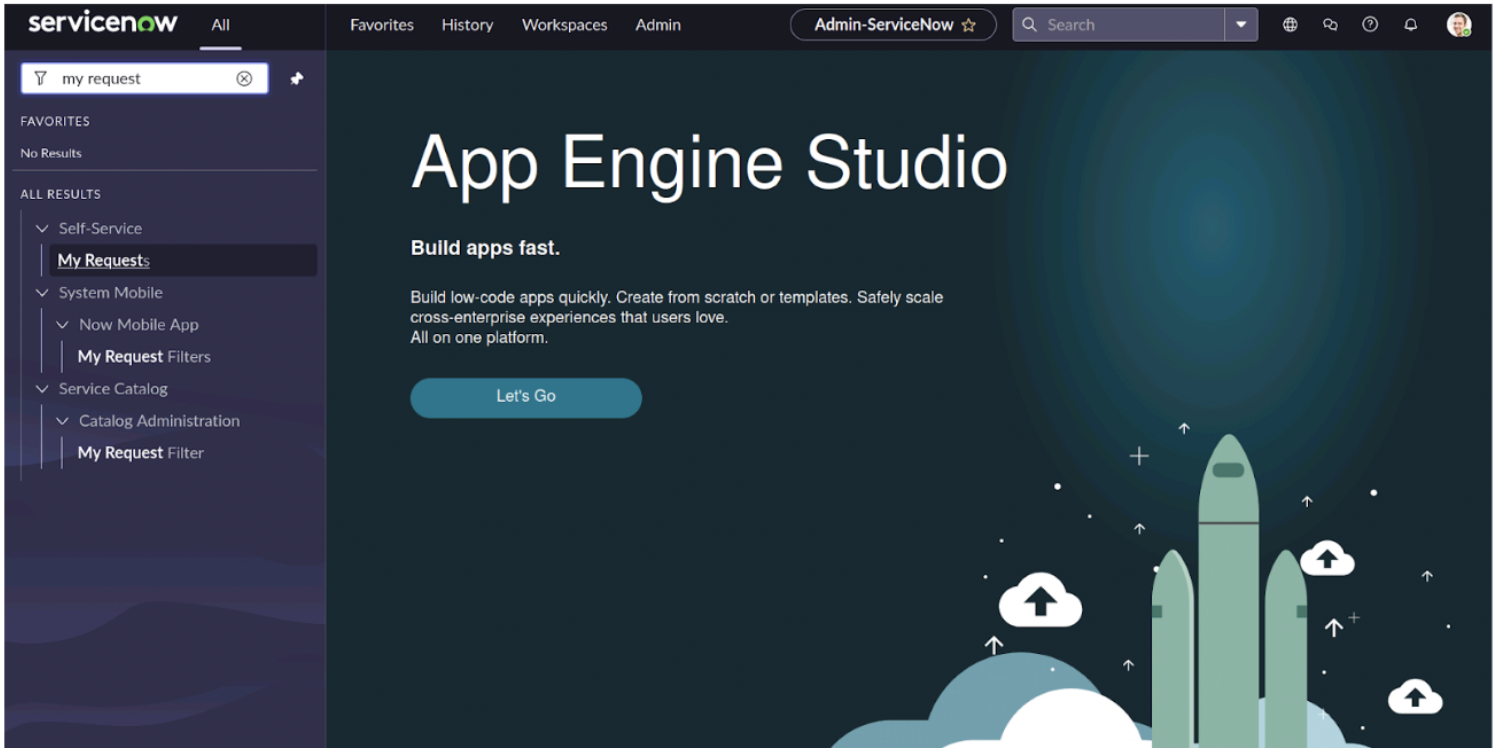 servicenow
All
Favorites
History
Workspaces
Admin
Admin-ServiceNow
Search
my request
FAVORITES
No Results
ALL RESULTS
Self-Service
My Requests
System Mobile
Now Mobile App
My Request Filters
Service Catalog
Catalog Administration
My Request Filter
App Engine Studio
Build apps fast.
Build low-code apps quickly. Create from scratch or templates. Safely scale
cross-enterprise experiences that users love.
All on one platform.
Let's Go